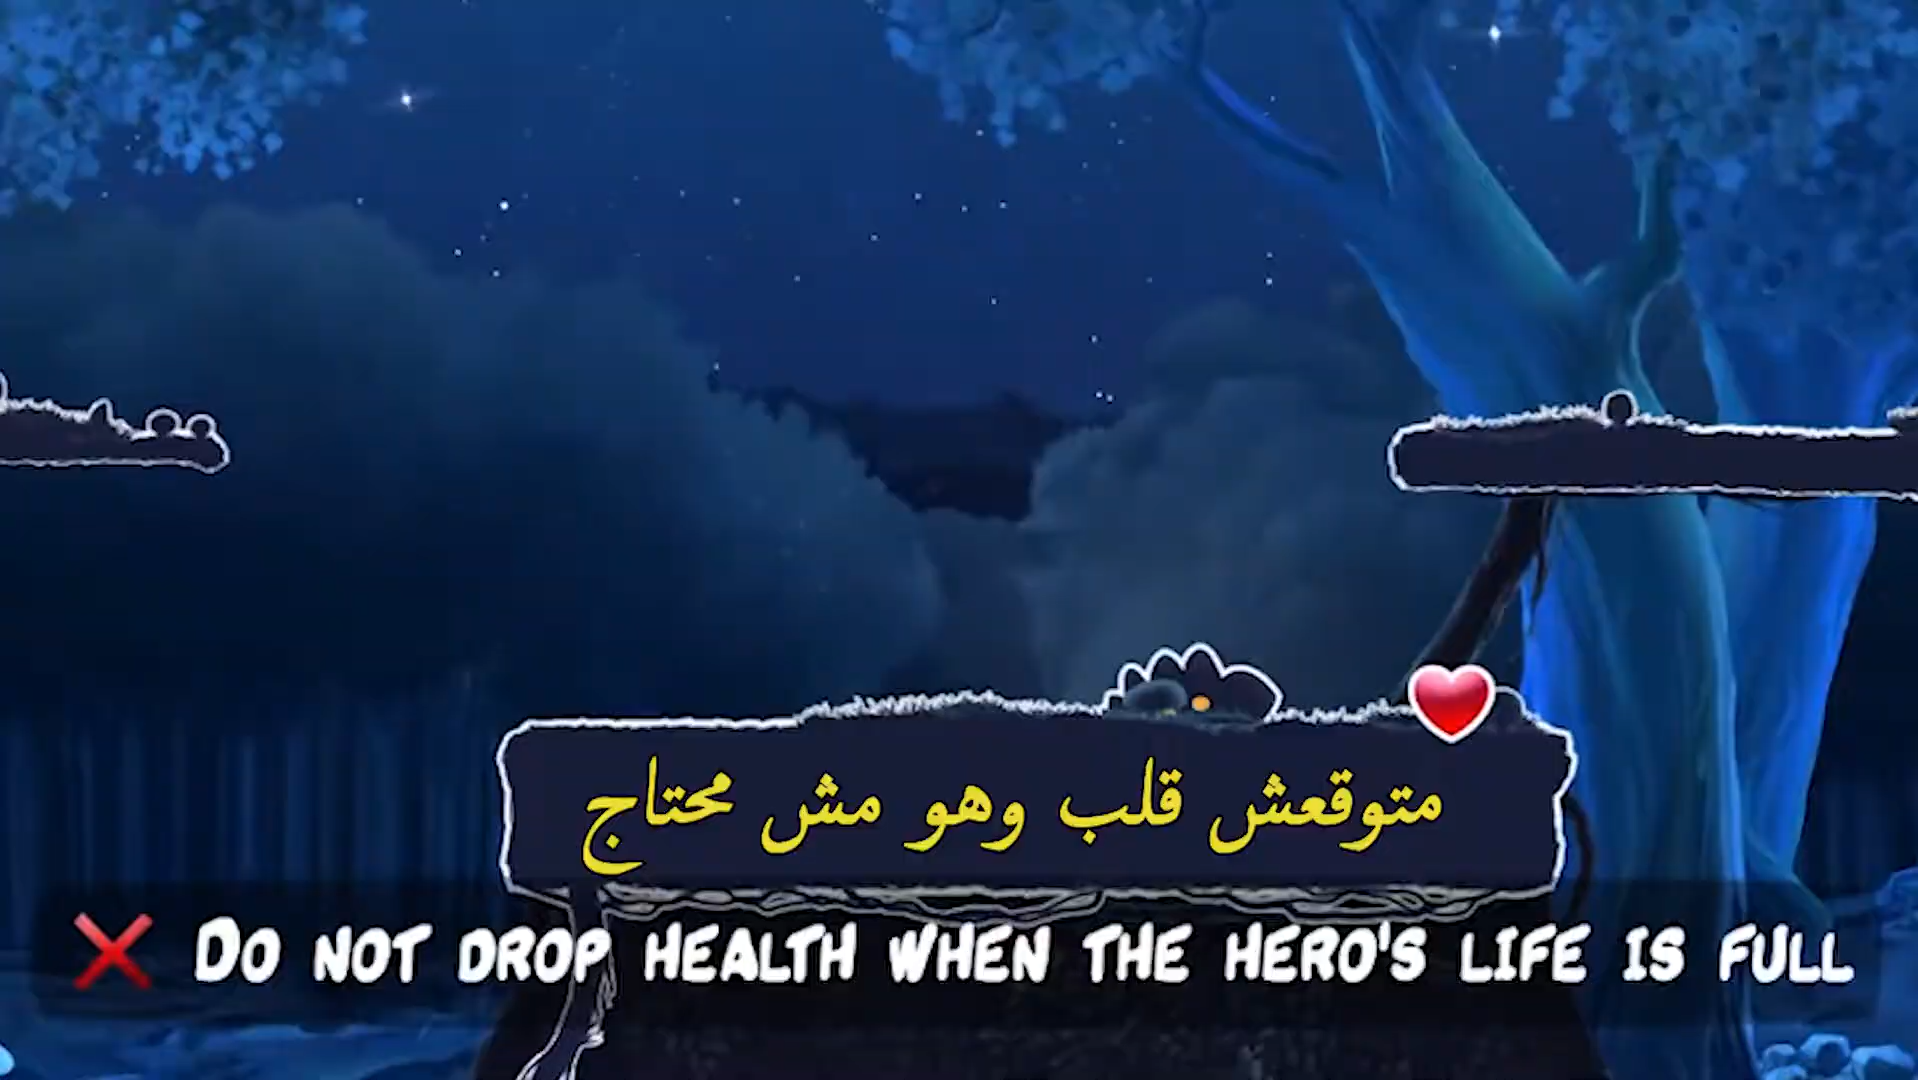 متوقعش قلب وهو مش محتاج
❌ DO NOT DROP HEALTH WHEN THE HERO'S LIFE IS FULL